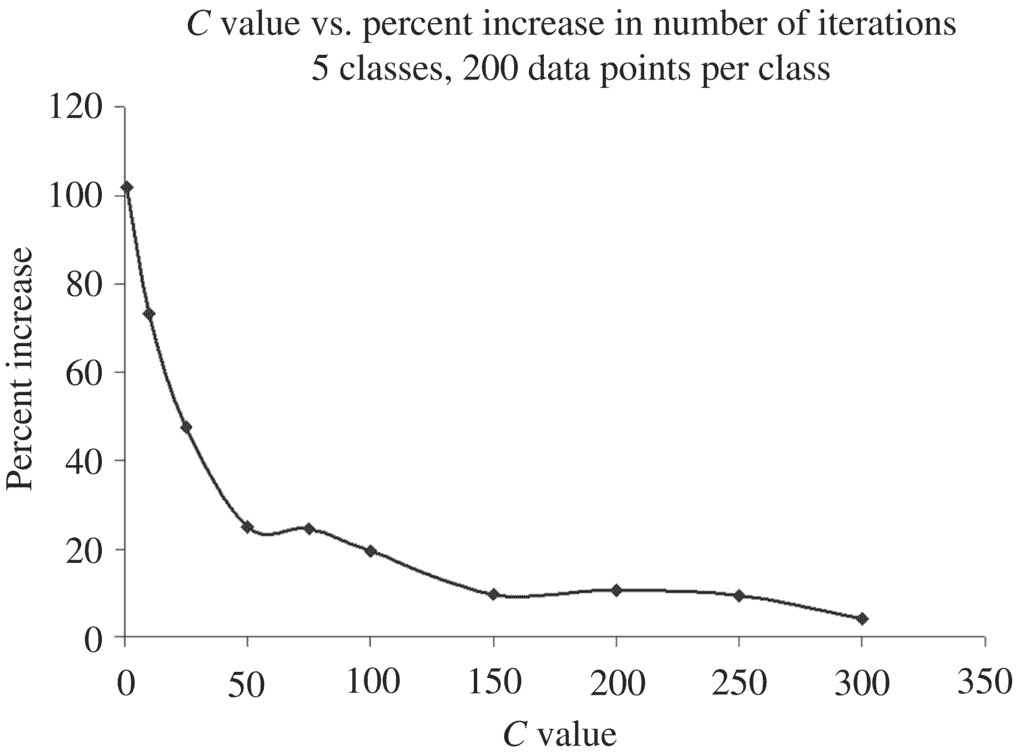 C value vs. percent increase in number of iterations
5 classes, 200 data points per class
120
100
80
60
40
20
0
Percent increase
0 50 100 150 200 250 300 350
C value